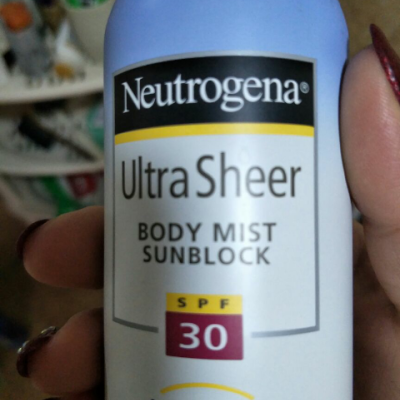 Neutrogena®
Ultra Sheer
BODY MIST
SUNBLOCK
SPF
30